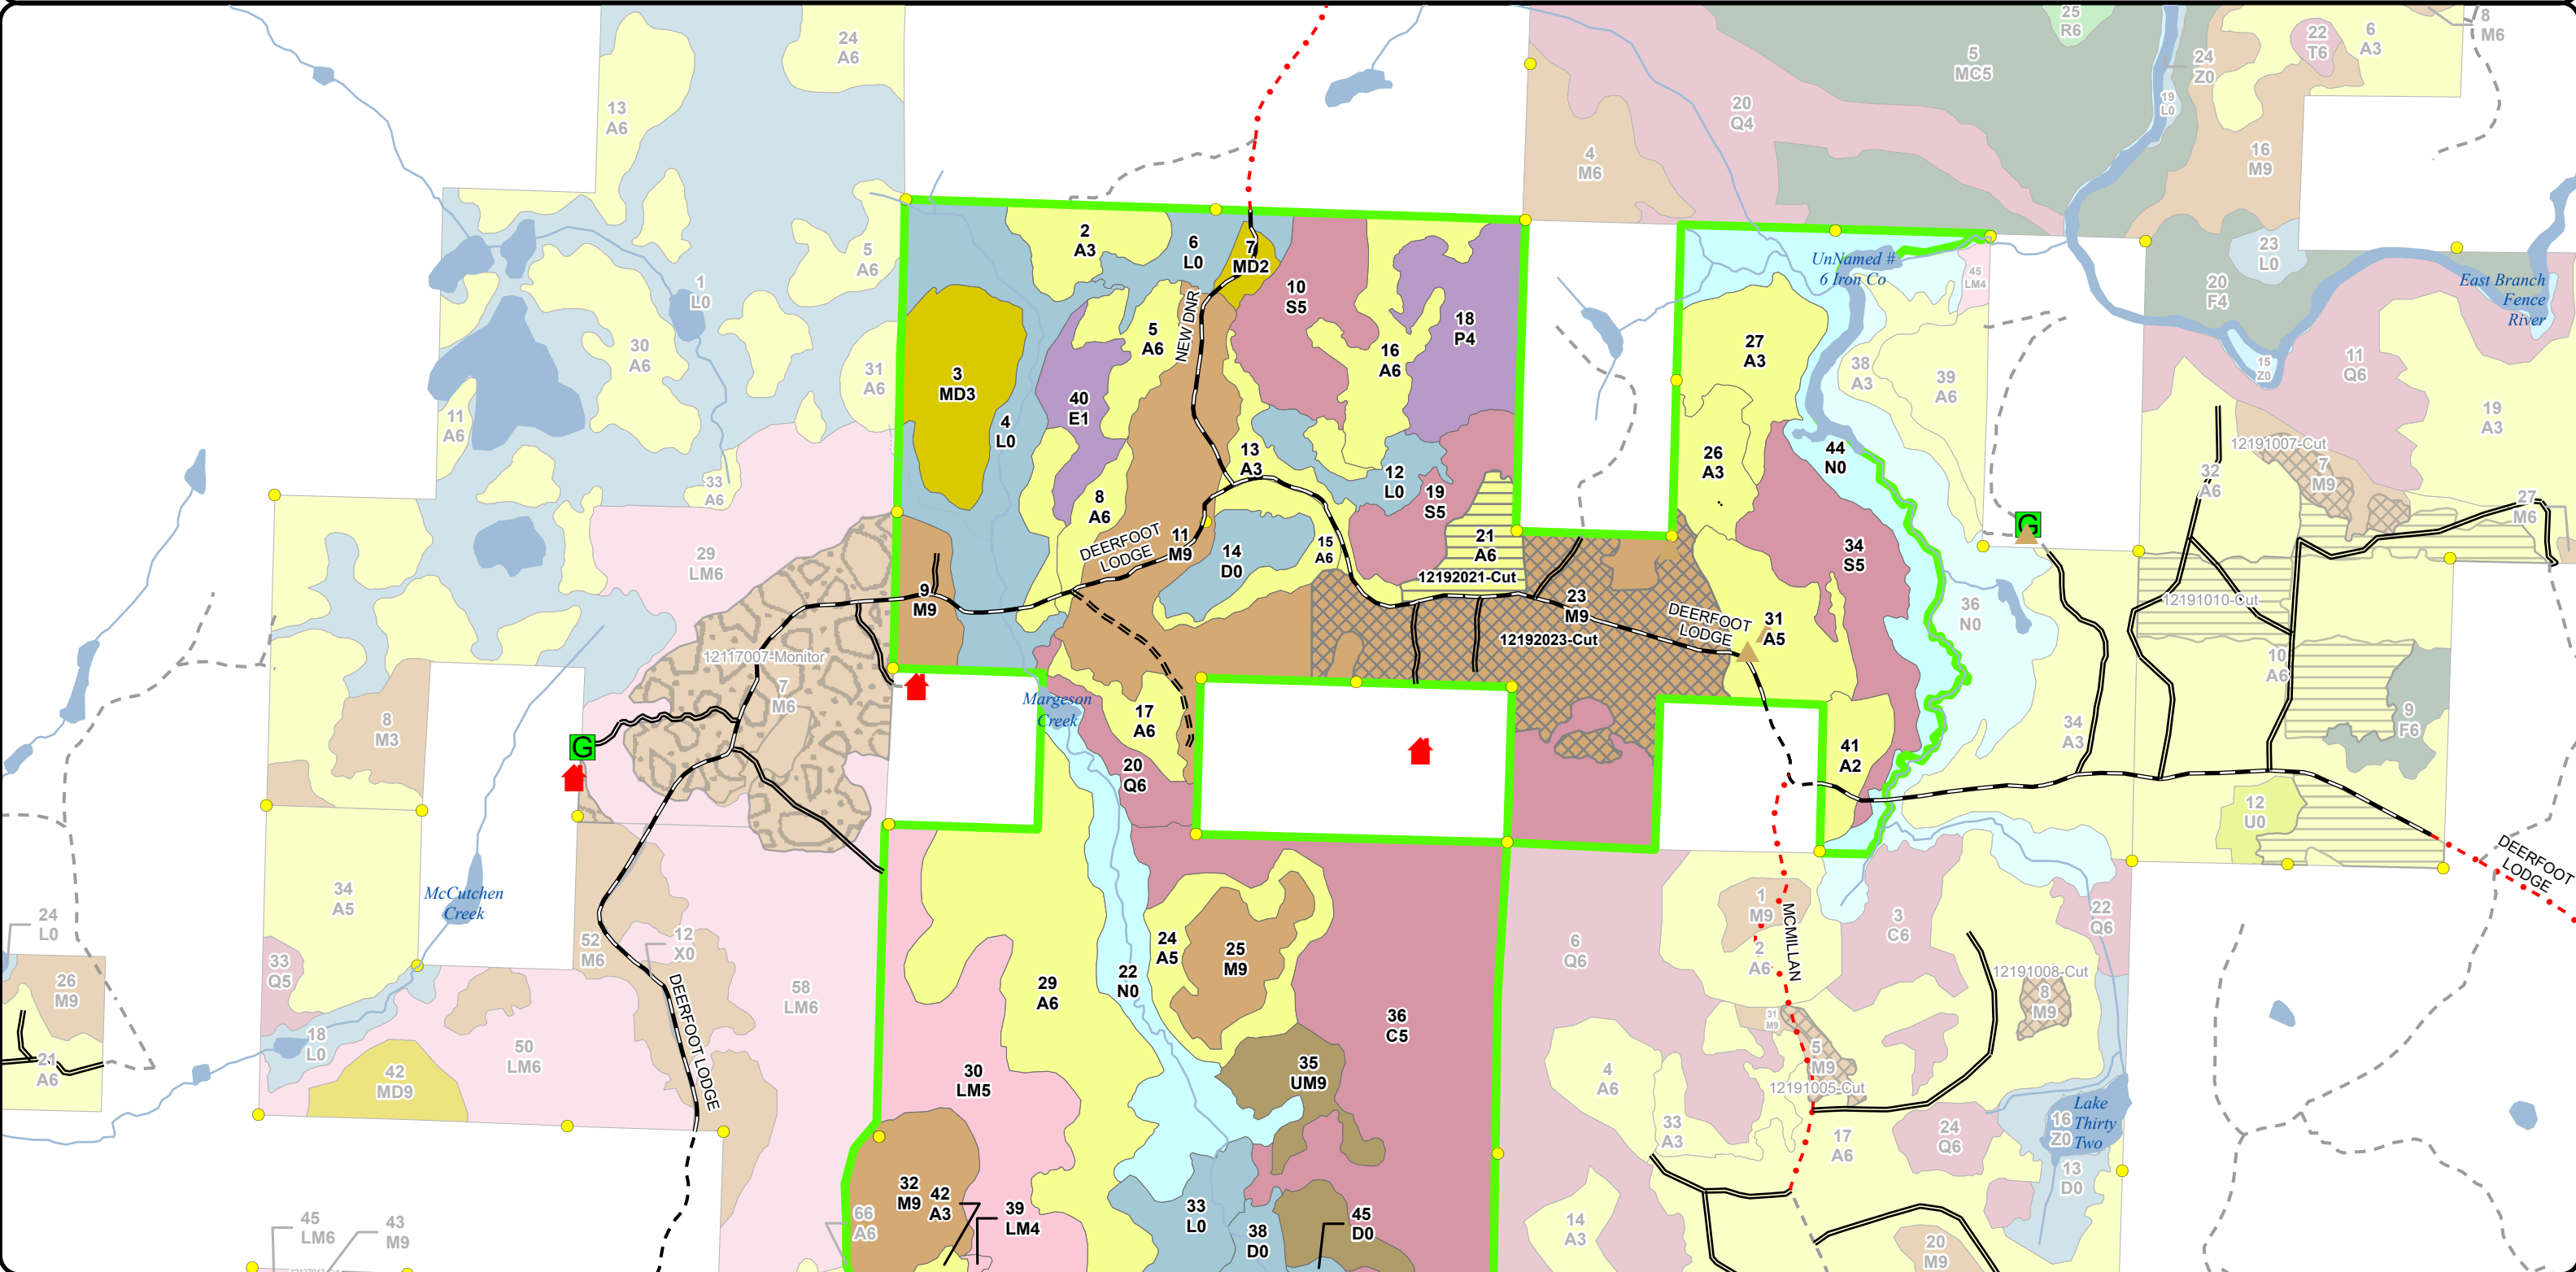 24
A6
13
A6
5
A6
1
L0
30
A6
31
A6
11
A6
33
A6
29
LM6
12117007-Monitor
7
M6
8
M3
34
A5
McCutchen
Creek
24
L0
26
M9
21
A6
33
Q5
18
L0
42
MD9
50
LM6
52
M6
12
X0
58
LM6
DEERFOOT LODGE
45
LM6
43
M9
66
A6
G
2
A3
6
L0
7
MD2
10
S5
18
P4
16
A6
5
A6
NEW DNR
3
MD3
4
L0
40
E1
8
A6
13
A3
12
L0
19
S5
21
A6
12192021-Cut
DEERFOOT
LODGE
11
M9
14
D0
15
A6
9
M9
23
M9
12192023-Cut
DEERFOOT
LODGE
31
A5
Margeson
Creek
17
A6
20
Q6
27
A3
26
A3
44
N0
34
S5
41
A2
UnNamed #
6 Iron Co
38
A3
39
A6
45
LM4
36
N0
G
34
A3
24
A5
25
M9
22
N0
29
A6
36
C5
30
LM5
35
UM9
32
M9
42
A3
39
LM4
33
L0
38
D0
45
D0
4
M6
20
Q4
5
MC5
25
R6
19
L0
24
Z0
22
T6
6
A3
8
M6
16
M9
23
L0
20
F4
East Branch
Fence
River
15
Z0
11
Q6
19
A3
12191007-Cut
7
M9
32
A6
27
M6
12191010-Cut
10
A6
9
F6
12
U0
DEERFOOT
LODGE
1
M9
2
A6
MCMILLAN
6
Q6
3
C6
22
Q6
12191008-Cut
8
M9
31
M9
5
M9
12191005-Cut
4
A6
33
A3
17
A6
24
Q6
16
Z0
Lake
Thirty
Two
13
D0
14
A3
20
M9